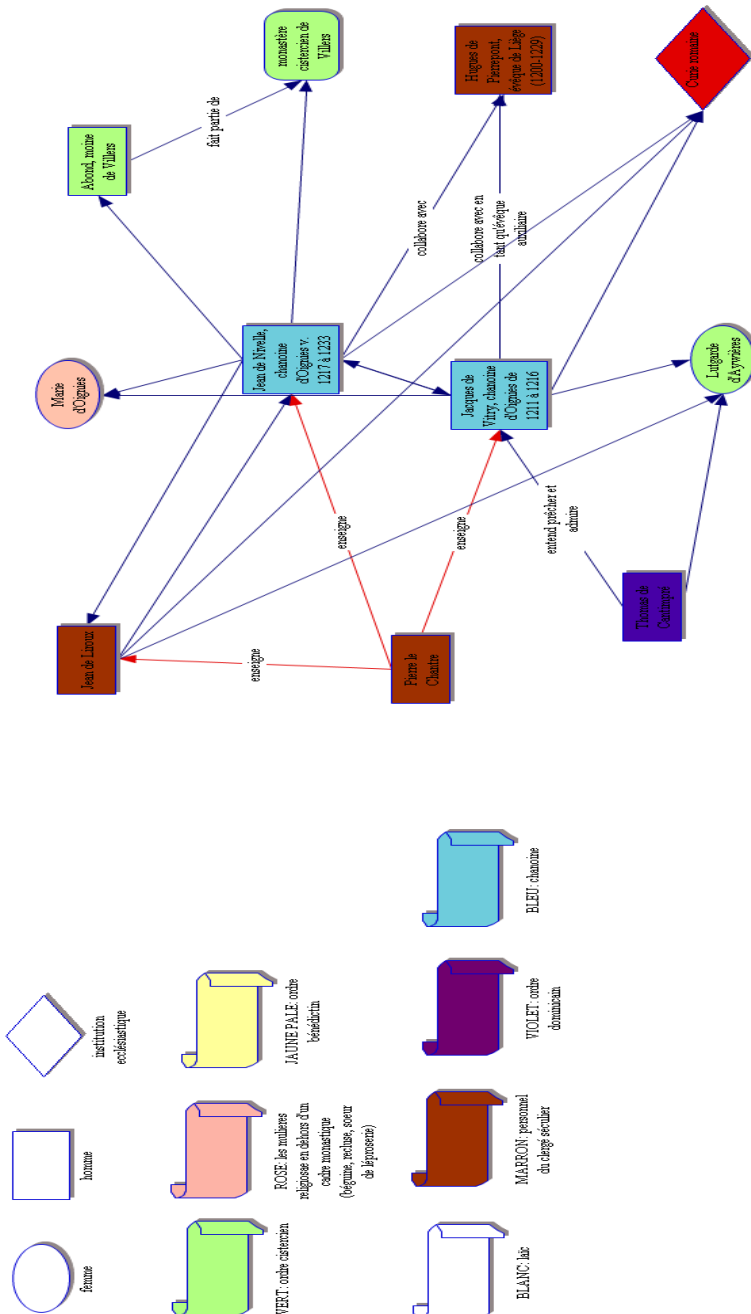 monastère
cistercien de
Villers
Hugues de
Pierrepont,
évêque de Liège
(1200-1229)
Curie romaine
Abond, moine
de Villers
fait partie de
collabore avec
collabore avec en
tant qu'évêque
auxiliaire
Marie
d'Oignies
Jean de Nivelle,
chanoine
d'Oignies v.
1217 à 1233
Jacques de
Vitry, chanoine
d'Oignies de
1211 à 1216
Lutgarde
d'Aywières
enseigne
enseigne
entend prêcher et
admire
Jean de Liroux
enseigne
Pierre le
Chantre
Thomas de
Cantimpré
femme
homme
institution
ecclésiastique
VERT: ordre cistercien
ROSE: les mulieres
religiosae en dehors d'un
cadre monastique
(béguine, recluse, soeur
de léproserie)
JAUNE PALE: ordre
bénédictin
BLANC: laïc
MARRON: personnel
du clergé séculier
VIOLET: ordre
dominicain
BLEU: chanoine